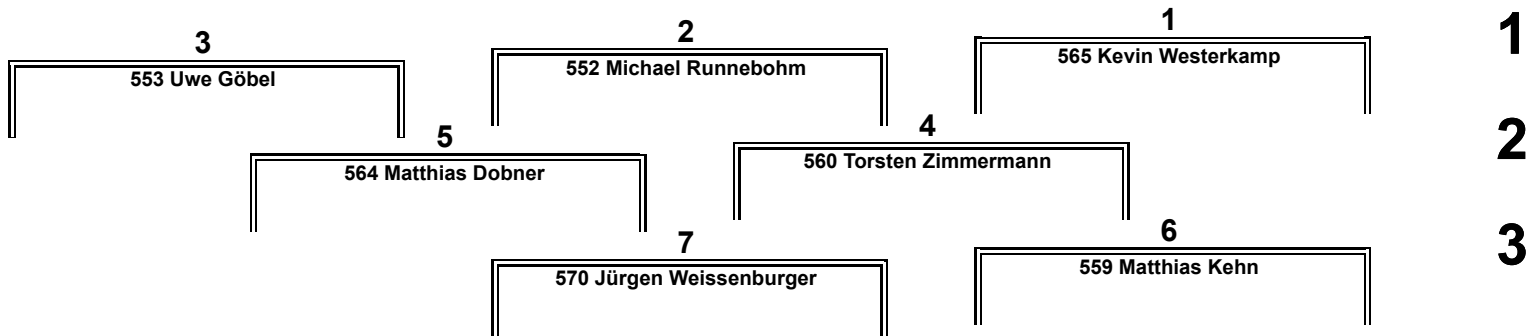 3 2 1 1
553 Uwe Göbel 552 Michael Runnebohm 565 Kevin Westerkamp
5 4 2
564 Matthias Dobner 560 Torsten Zimmermann
7 6 3
570 Jürgen Weissenburger 559 Matthias Kehn